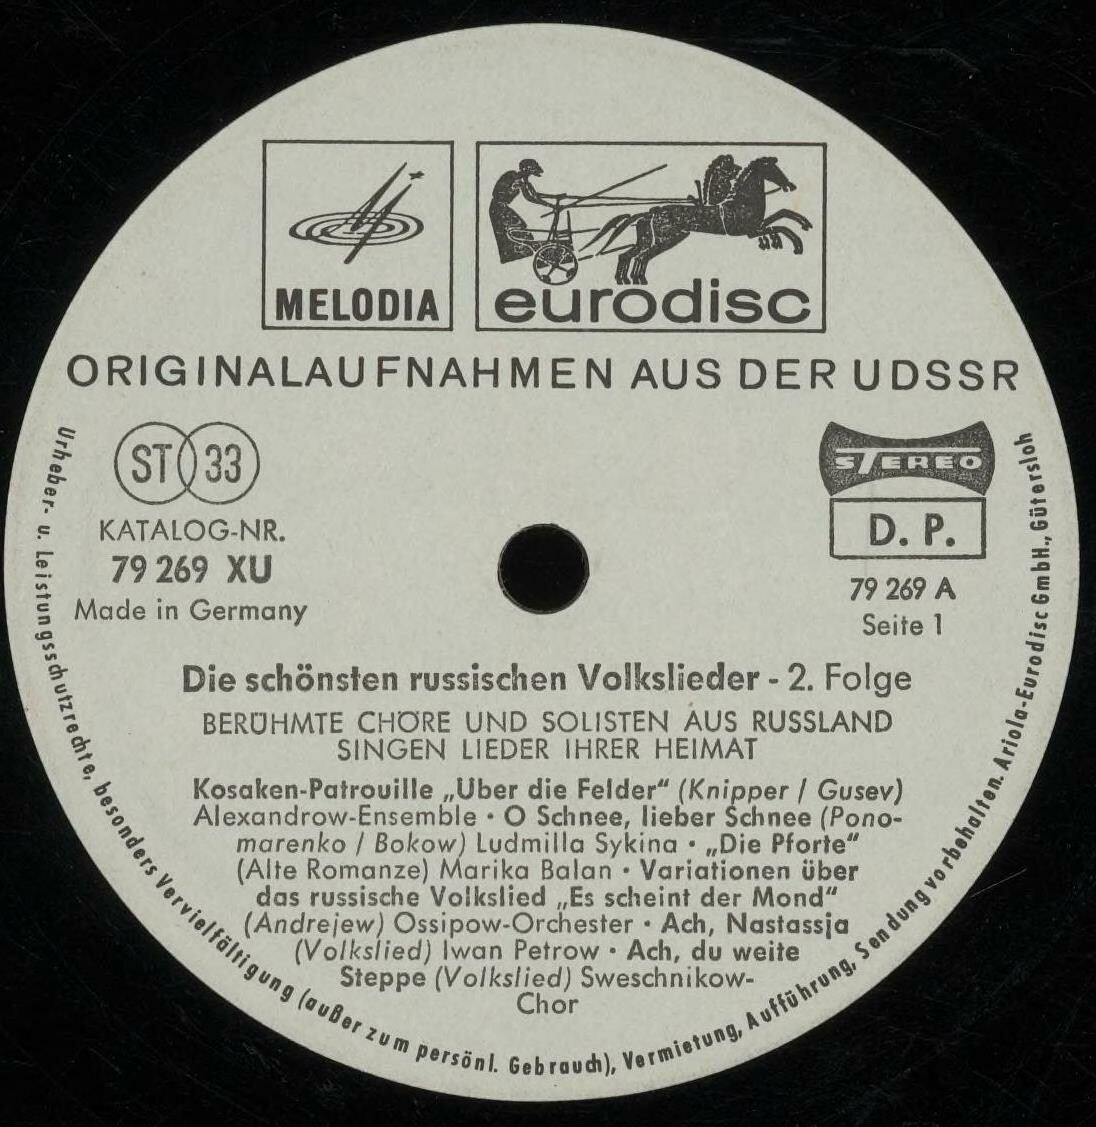 MELODIA
eurodisc
ORIGINALAUFNAHMEN AUS DER UDSSR
ST 33
STEREO
KATALOG-NR.
D. P.
79 269 XU
79 269 A
Made in Germany
Seite 1
Die schönsten russischen Volkslieder - 2. Folge
BERÜHMTE CHÖRE UND SOLISTEN AUS RUSSLAND
SINGEN LIEDER IHRER HEIMAT
Kosaken-Patrouille „Über die Felder“ (Knipper / Gusev)
Alexandrow-Ensemble · O Schnee, lieber Schnee (Pono-
marenko / Bokow) Ludmilla Sykina · „Die Pforte“
(Alte Romanze) Marika Balan · Variationen über
das russische Volkslied „Es scheint der Mond“
(Andrejew) Ossipow-Orchester · Ach, Nastassja
(Volkslied) Iwan Petrow · Ach, du weite
Steppe (Volkslied) Sweschnikow-
Chor
Urheber- u. Leistungsschutzrechte, besonders Vervielfältigung (außer zum persönl. Gebrauch), Vermietung, Aufführung, Sendung vorbehalten. Ariola-Eurodisc GmbH., Gütersloh